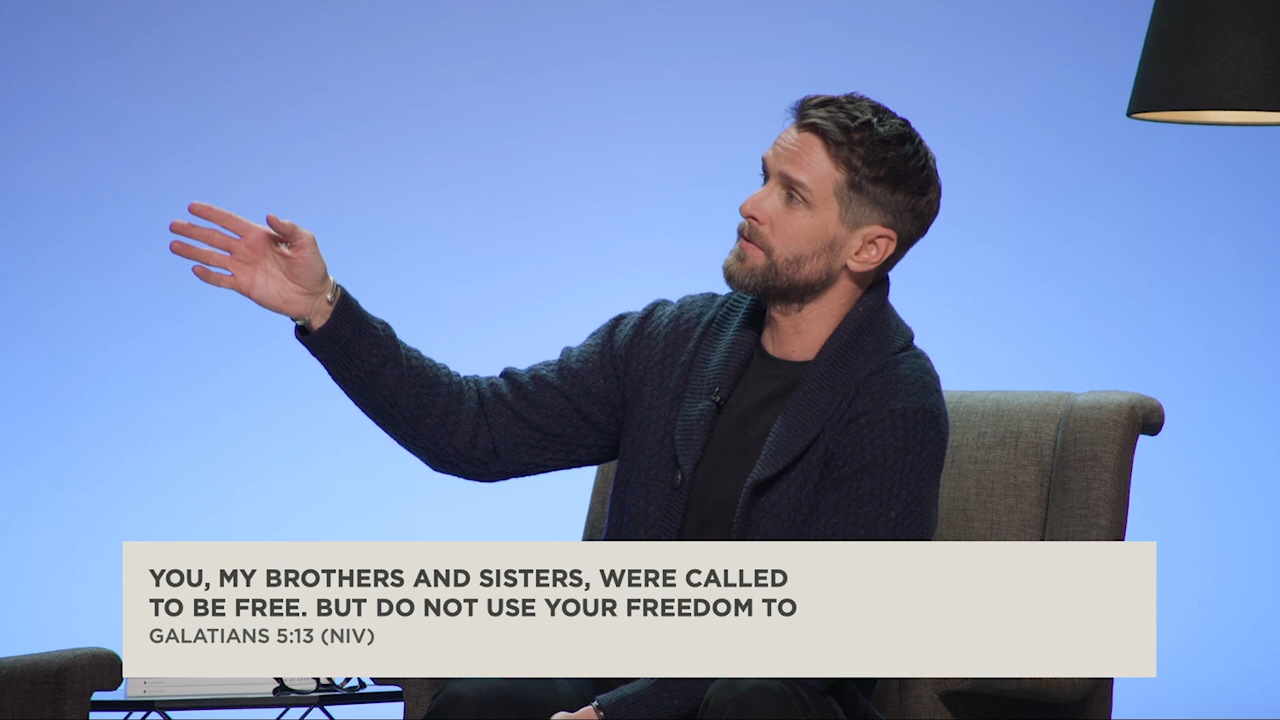 YOU, MY BROTHERS AND SISTERS, WERE CALLED
TO BE FREE. BUT DO NOT USE YOUR FREEDOM TO
GALATIANS 5:13 (NIV)